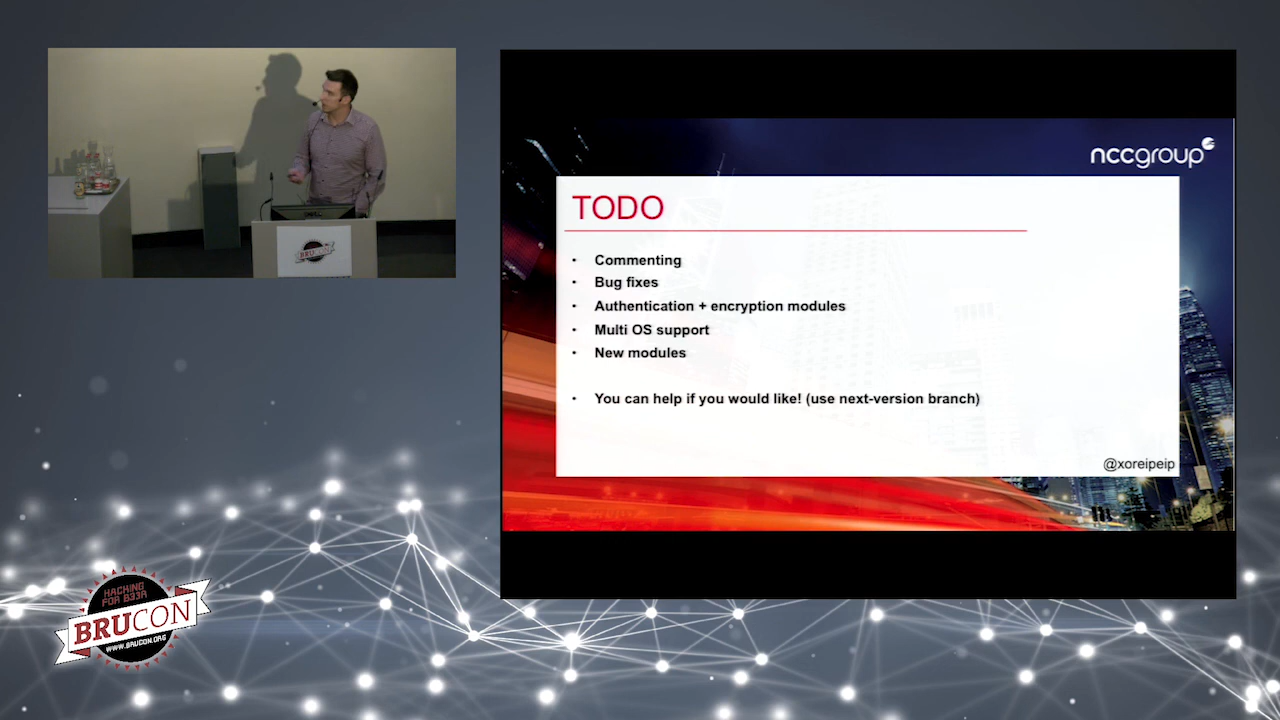 nccgroup
TODO
• Commenting
• Bug fixes
• Authentication + encryption modules
• Multi OS support
• New modules
• You can help if you would like! (use next-version branch)
@xoreipeip
BRUCON
HACKING
FOR B33R
BRUCON
WWW.BRUCON.ORG